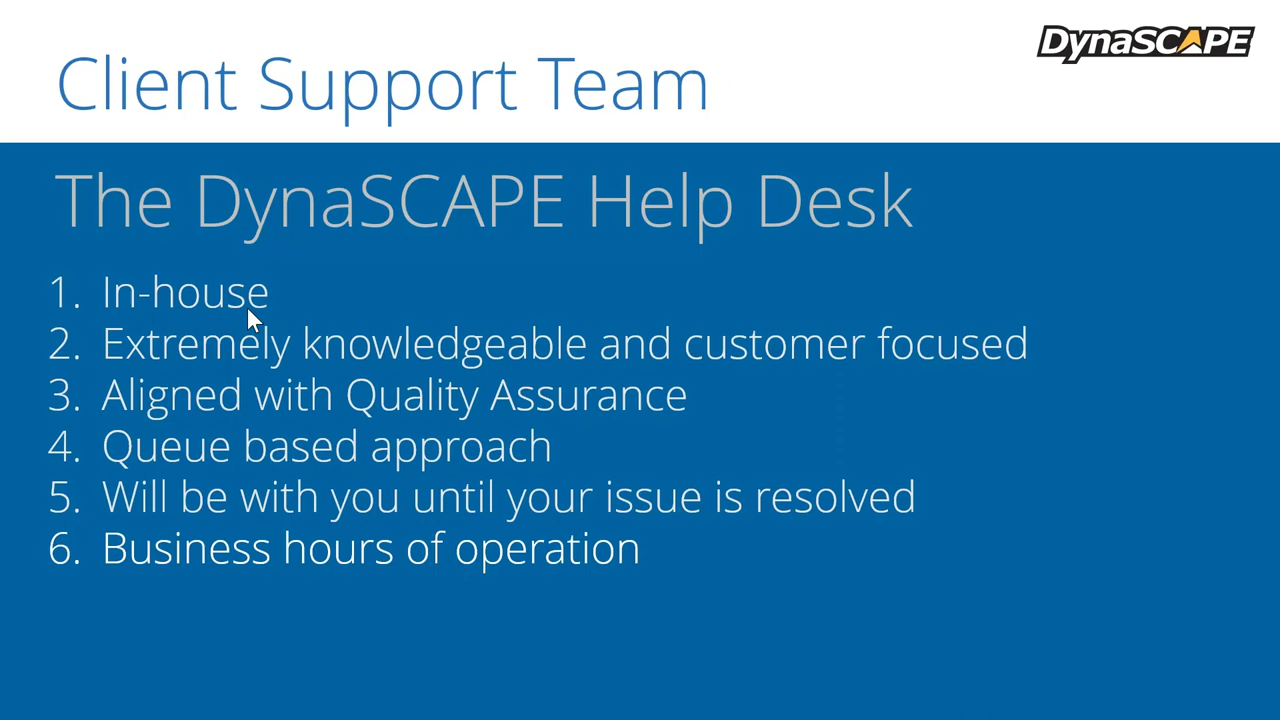 DynaSCAPE
Client Support Team
The DynaSCAPE Help Desk
1. In-house
2. Extremely knowledgeable and customer focused
3. Aligned with Quality Assurance
4. Queue based approach
5. Will be with you until your issue is resolved
6. Business hours of operation